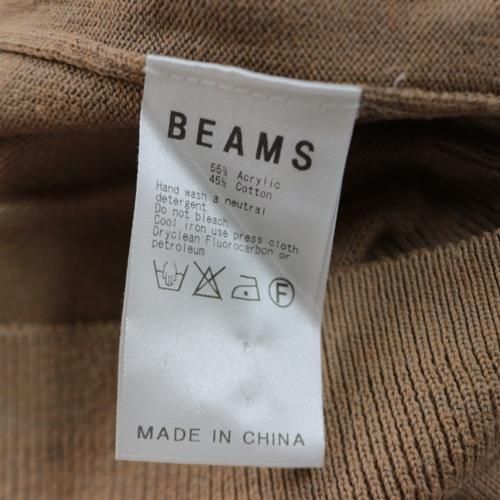 BEAMS
55% Acrylic
45% Cotton
Hand wash a neutral
detergent
Do not bleach
Cool iron use press cloth
Dryclean:Fluorocarbon or
petroleum
F
MADE IN CHINA